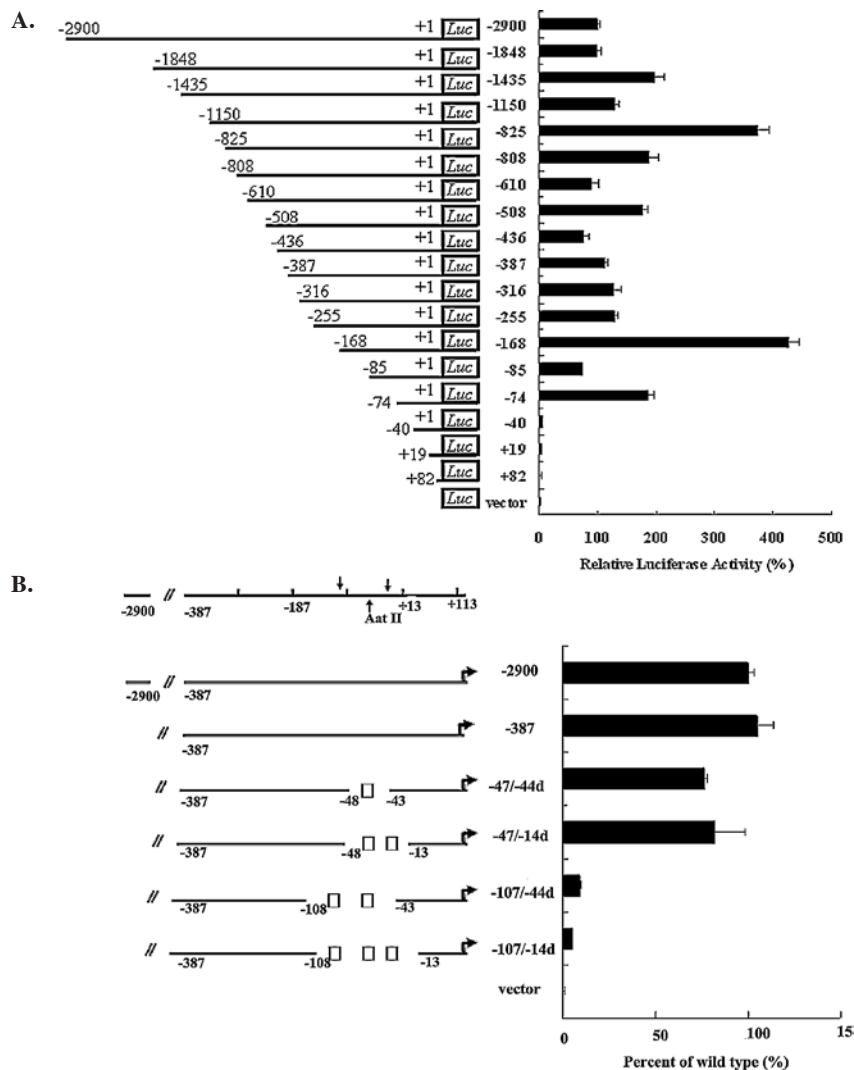 A.
-2900 +1 Luc -2900
-1848 +1 Luc -1848
-1435 +1 Luc -1435
-1150 +1 Luc -1150
-825 +1 Luc -825
-808 +1 Luc -808
-610 +1 Luc -610
-508 +1 Luc -508
-436 +1 Luc -436
-387 +1 Luc -387
-316 +1 Luc -316
-255 +1 Luc -255
-168 +1 Luc -168
-85 +1 Luc -85
-74 +1 Luc -74
-40 +1 Luc -40
+19 Luc +19
+82 Luc +82
Luc vector
0 100 200 300 400 500
Relative Luciferase Activity (%)
B.
-2900 // -387 -187 Aat II +13 +113
-2900 // -387 -2900
// -387 -387
// -387 -48 -43 -47/-44d
// -387 -48 -13 -47/-14d
// -387 -108 -43 -107/-44d
// -387 -108 -13 -107/-14d
vector
0 50 100 15
Percent of wild type (%)